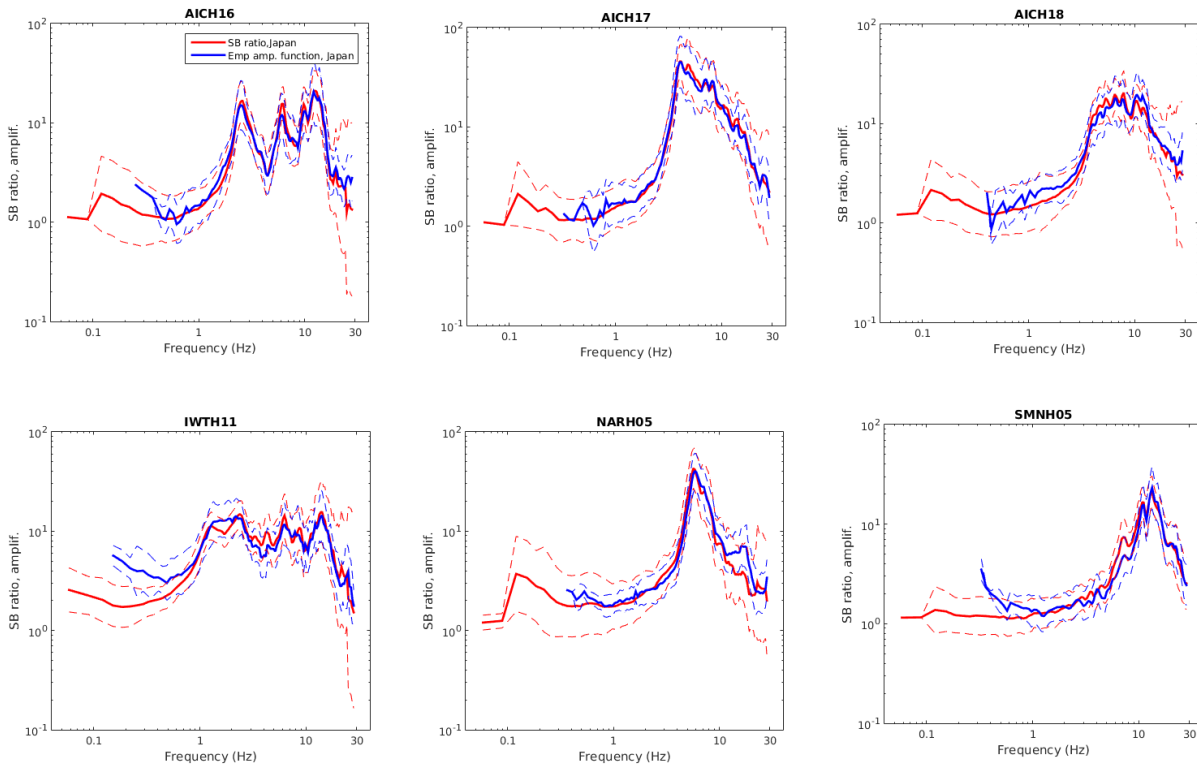 AICH16
10^2
SB ratio,Japan
Emp amp. function, Japan
10^1
SB ratio, amplif.
10^0
10^-1
0.1 1 10 30
Frequency (Hz)
AICH17
10^2
10^1
SB ratio, amplif.
10^0
10^-1
0.1 1 10 30
Frequency (Hz)
AICH18
10^2
10^1
SB ratio, amplif.
10^0
10^-1
0.1 1 10 30
Frequency (Hz)
IWTH11
10^2
10^1
SB ratio, amplif.
10^0
10^-1
0.1 1 10 30
Frequency (Hz)
NARH05
10^2
10^1
SB ratio, amplif.
10^0
10^-1
0.1 1 10 30
Frequency (Hz)
SMNH05
10^2
10^1
SB ratio, amplif.
10^0
10^-1
0.1 1 10 30
Frequency (Hz)